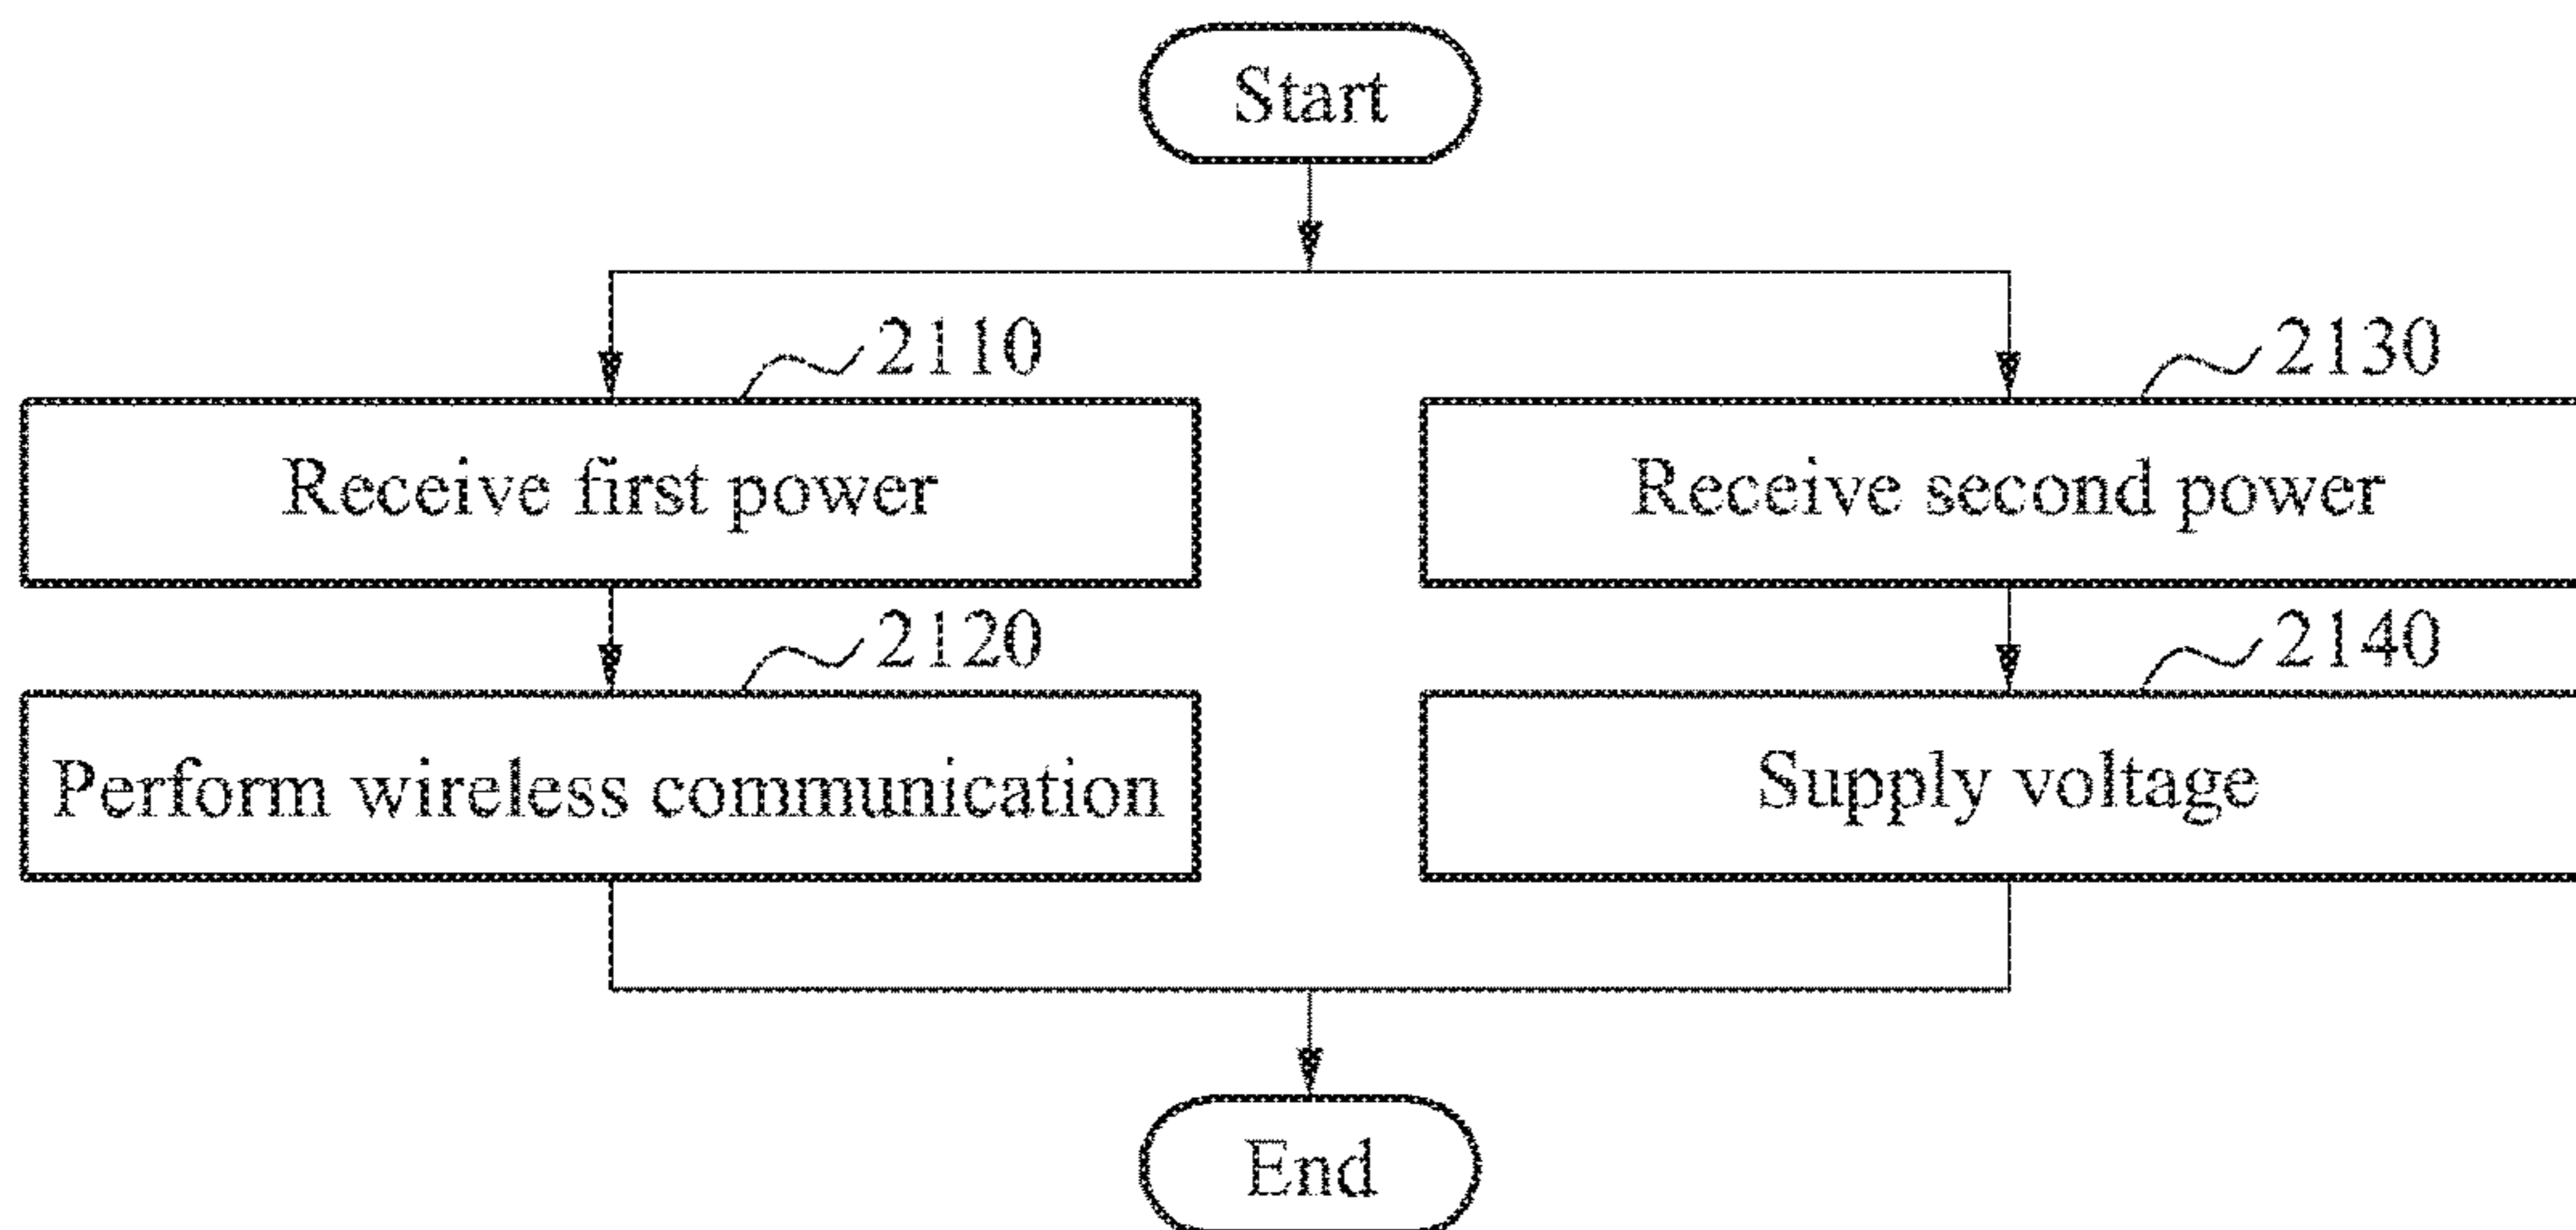 Start
2110
2130
Receive first power
Receive second power
2120
2140
Perform wireless communication
Supply voltage
End